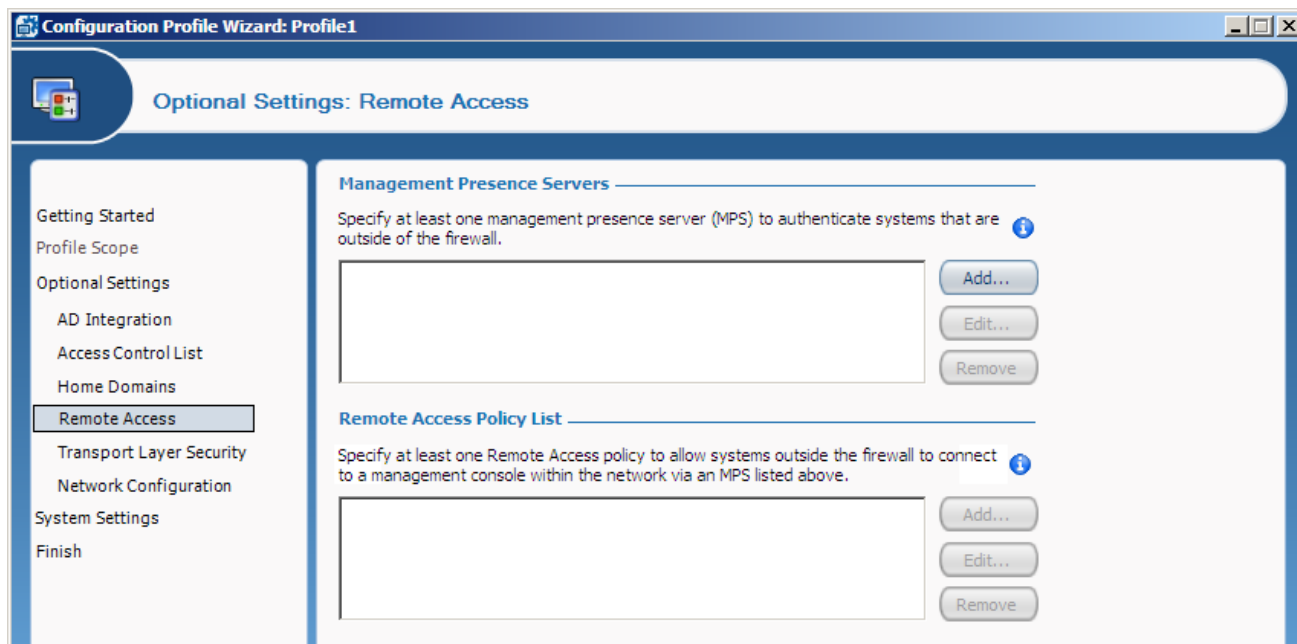 Configuration Profile Wizard: Profile1
Optional Settings: Remote Access
Getting Started
Profile Scope
Optional Settings
AD Integration
Access Control List
Home Domains
Remote Access
Transport Layer Security
Network Configuration
System Settings
Finish
Management Presence Servers
Specify at least one management presence server (MPS) to authenticate systems that are
outside of the firewall.
Add...
Edit...
Remove
Remote Access Policy List
Specify at least one Remote Access policy to allow systems outside the firewall to connect
to a management console within the network via an MPS listed above.
Add...
Edit...
Remove